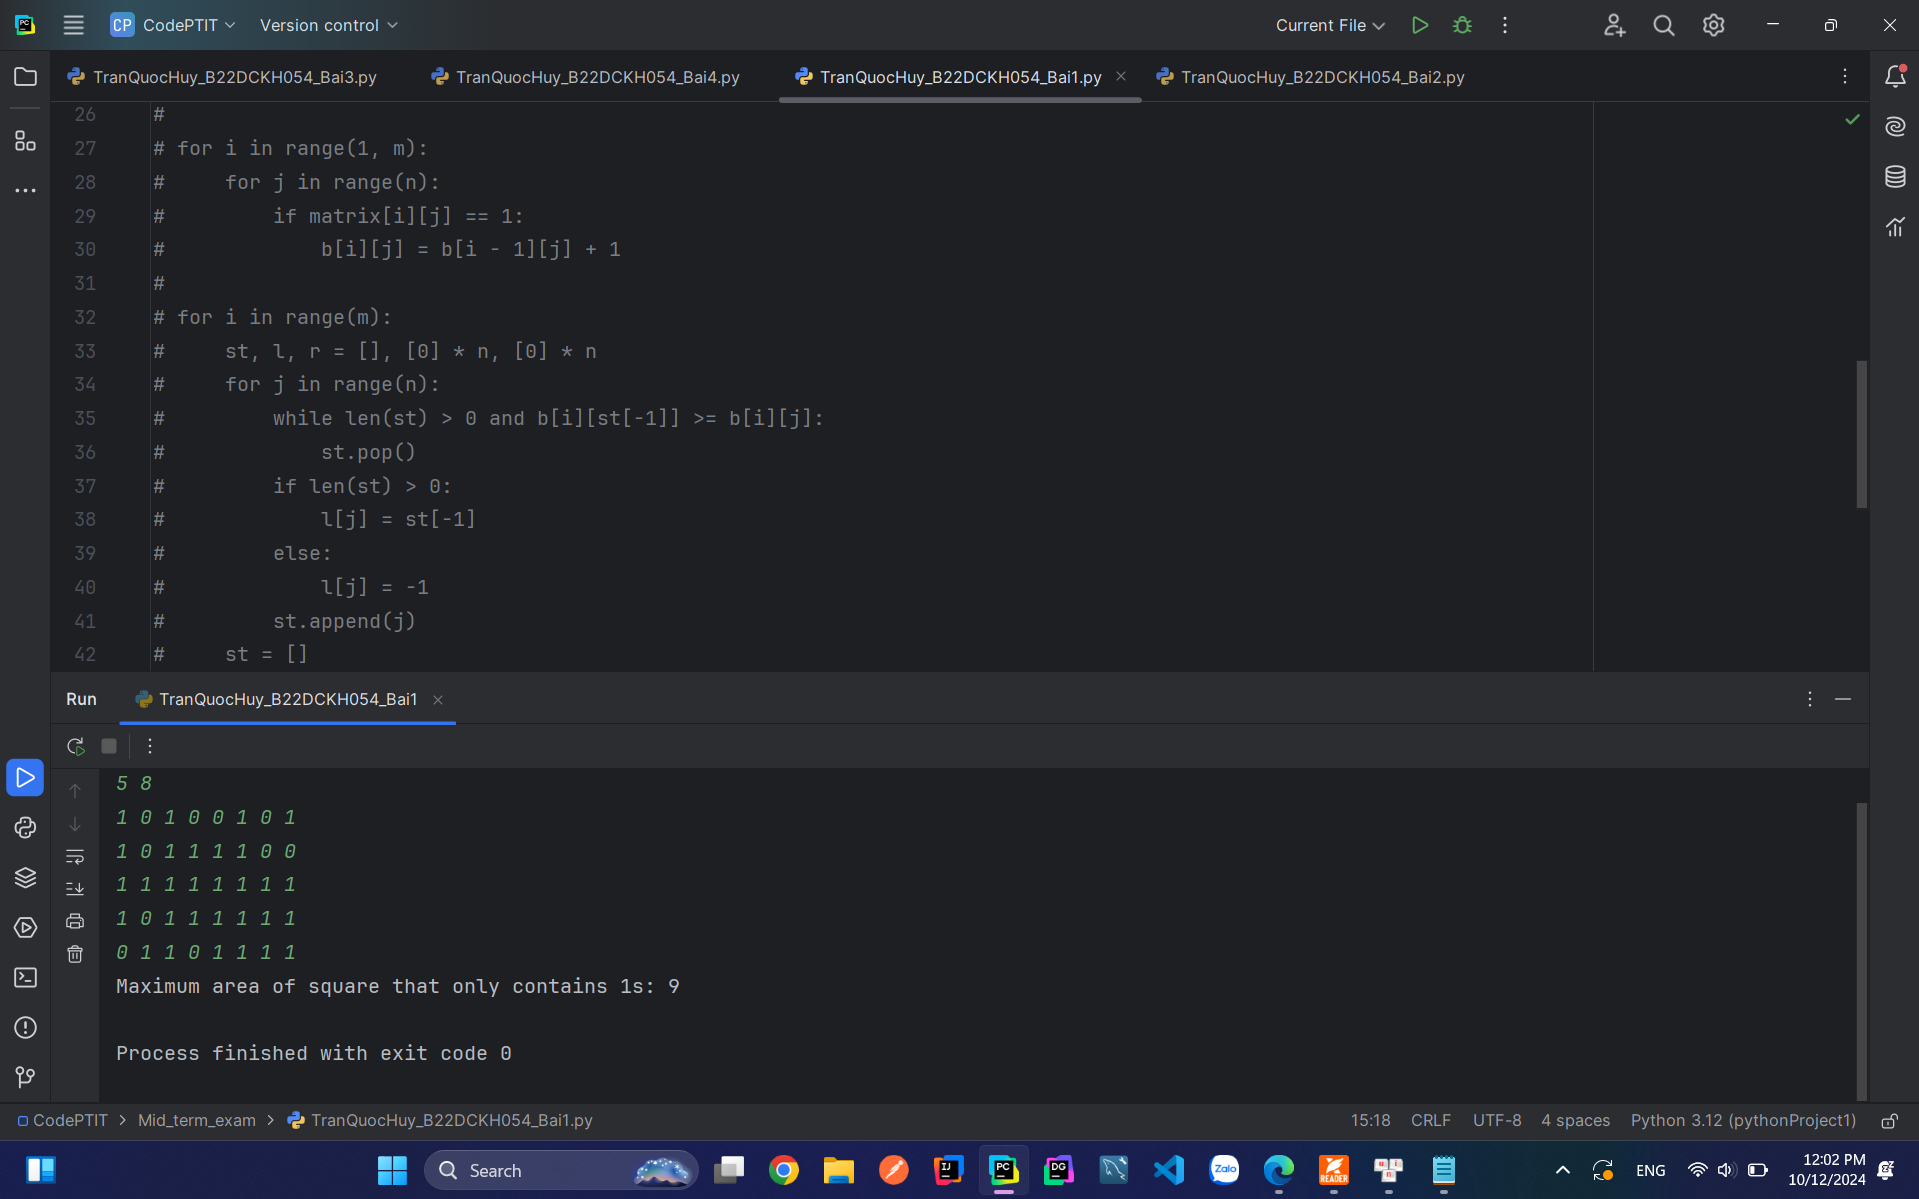 CP CodePTIT Version control Current File
TranQuocHuy_B22DCKH054_Bai3.py TranQuocHuy_B22DCKH054_Bai4.py TranQuocHuy_B22DCKH054_Bai1.py TranQuocHuy_B22DCKH054_Bai2.py
26 #
27 # for i in range(1, m):
28 #     for j in range(n):
29 #         if matrix[i][j] == 1:
30 #             b[i][j] = b[i - 1][j] + 1
31 #
32 # for i in range(m):
33 #     st, l, r = [], [0] * n, [0] * n
34 #     for j in range(n):
35 #         while len(st) > 0 and b[i][st[-1]] >= b[i][j]:
36 #             st.pop()
37 #         if len(st) > 0:
38 #             l[j] = st[-1]
39 #         else:
40 #             l[j] = -1
41 #         st.append(j)
42 #     st = []
Run TranQuocHuy_B22DCKH054_Bai1
5 8
1 0 1 0 0 1 0 1
1 0 1 1 1 1 0 0
1 1 1 1 1 1 1 1
1 0 1 1 1 1 1 1
0 1 1 0 1 1 1 1
Maximum area of square that only contains 1s: 9
Process finished with exit code 0
CodePTIT > Mid_term_exam > TranQuocHuy_B22DCKH054_Bai1.py 15:18 CRLF UTF-8 4 spaces Python 3.12 (pythonProject1)
Search ENG 12:02 PM
10/12/2024